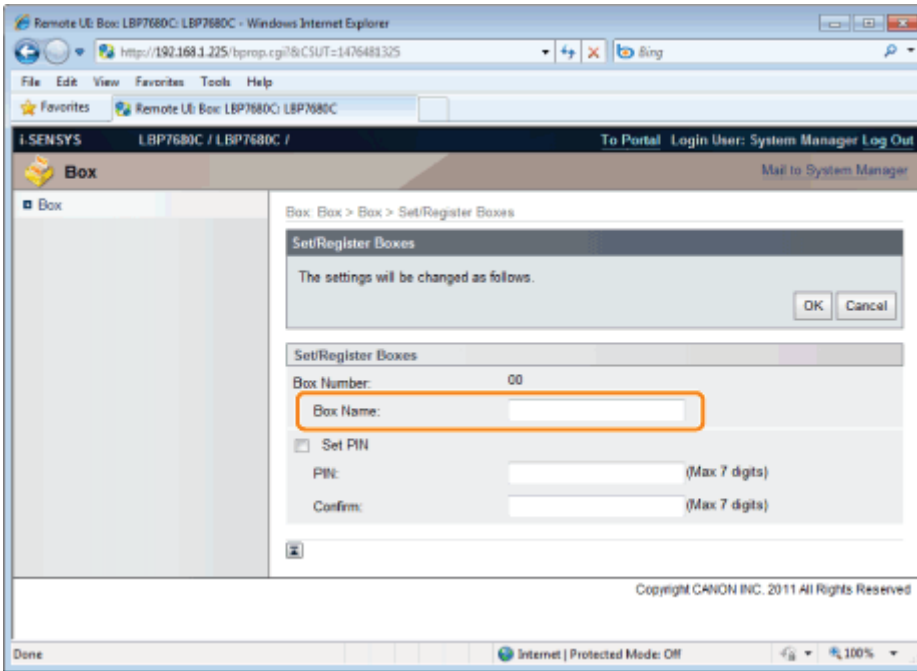 Remote UI: Box: LBP7680C: LBP7680C - Windows Internet Explorer
http://192.168.1.225/bprop.cgi?&CSUT=1476481325
Bing
File Edit View Favorites Tools Help
Favorites
Remote UI: Box: LBP7680C: LBP7680C
i-SENSYS LBP7680C / LBP7680C / To Portal Login User: System Manager Log Out
Box
Mail to System Manager
Box
Box: Box > Box > Set/Register Boxes
Set/Register Boxes
The settings will be changed as follows.
OK Cancel
Set/Register Boxes
Box Number: 00
Box Name:
Set PIN
PIN: (Max 7 digits)
Confirm: (Max 7 digits)
Copyright CANON INC. 2011 All Rights Reserved
Done Internet | Protected Mode: Off 100%